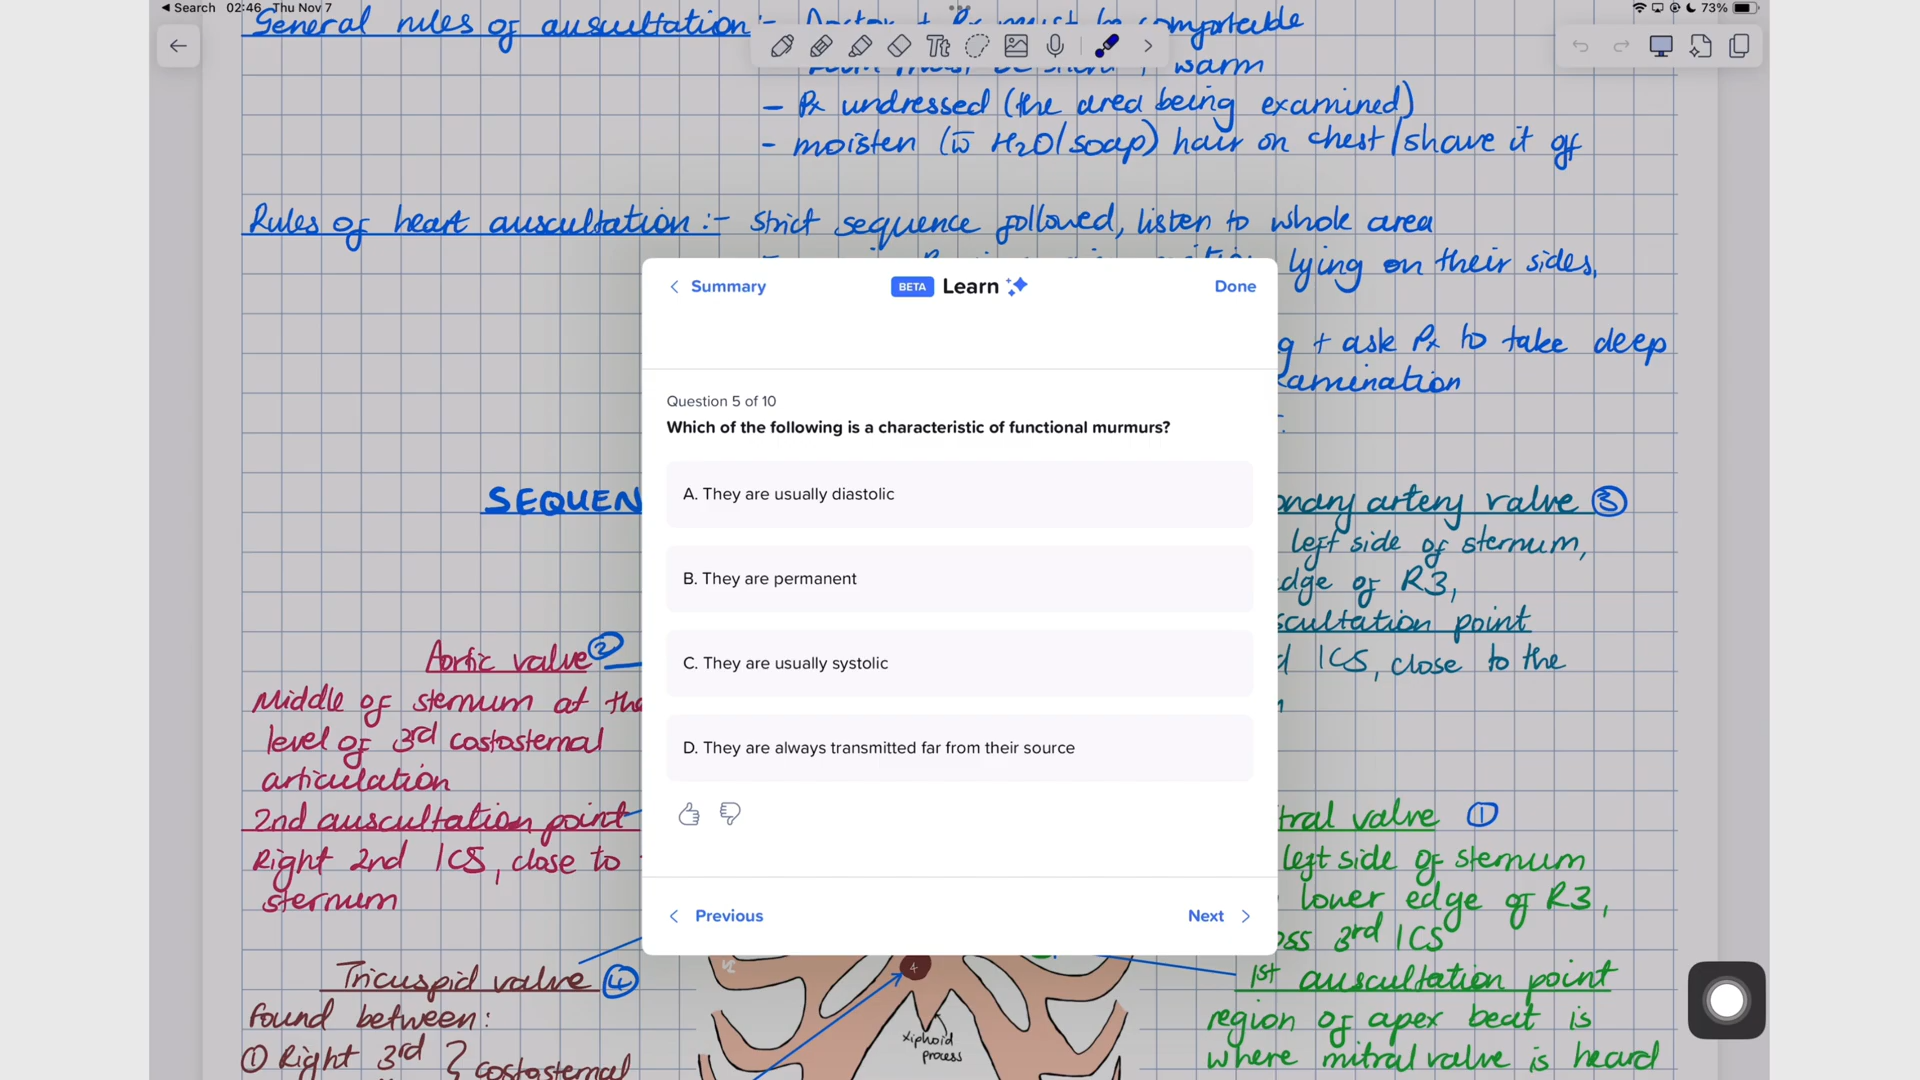 Search 02:46 Thu Nov 7
73%
General rules of auscultation :- Doctor + Px must be comfortable
warm
- Px undressed (the area being examined)
- moisten (w̄ H2O/soap) hair on chest/shave it off
Rules of heart auscultation :- strict sequence followed, listen to whole area
lying on their sides,
+ ask Px to take deep
Summary
BETA
Learn
Done
Question 5 of 10
Which of the following is a characteristic of functional murmurs?
A. They are usually diastolic
B. They are permanent
C. They are usually systolic
D. They are always transmitted far from their source
Previous
Next
SEQUEN
Aortic valve ②
Middle of sternum at the
level of 3rd costosternal
articulation
2nd auscultation point
Right 2nd ICS, close to
sternum
Tricuspid valve ④
Found between:
① Right 3rd } costosternal
amination
onary artery valve ③
left side of sternum,
dge of R3,
scultation point
ICS, close to the
tral valve ①
left side of sternum
lower edge of R3,
oss 3rd ICS
1st auscultation point
region of apex beat is
where mitral valve is heard
4
xiphoid
process